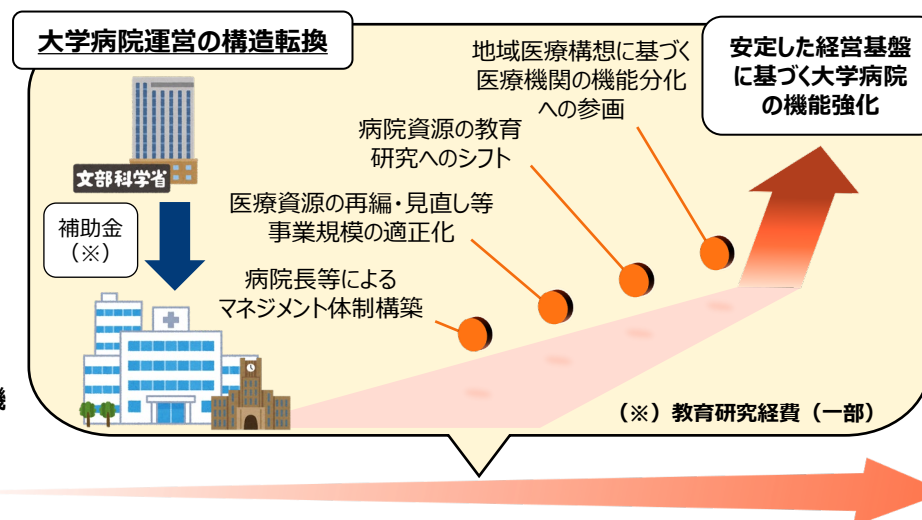 大学病院運営の構造転換
文部科学省
補助金
（※）
病院長等による
マネジメント体制構築
医療資源の再編・見直し等
事業規模の適正化
病院資源の教育
研究へのシフト
地域医療構想に基づく
医療機関の機能分化
への参画
安定した経営基盤
に基づく大学病院
の機能強化
（※）教育研究経費（一部）
機